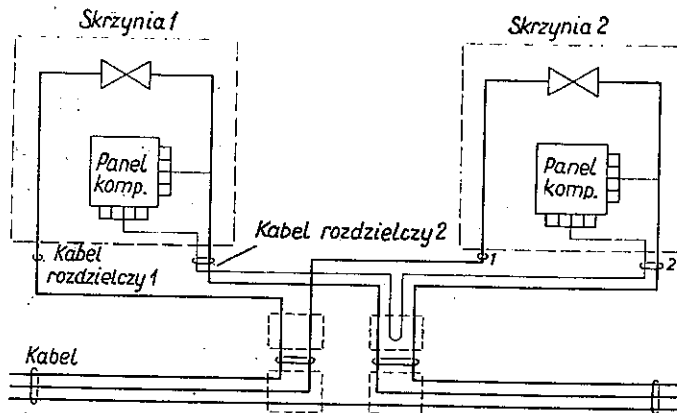 Skrzynia 1
Skrzynia 2
Panel
komp.
Panel
komp.
Kabel rozdzielczy 2
Kabel
rozdzielczy 1
1
2
Kabel